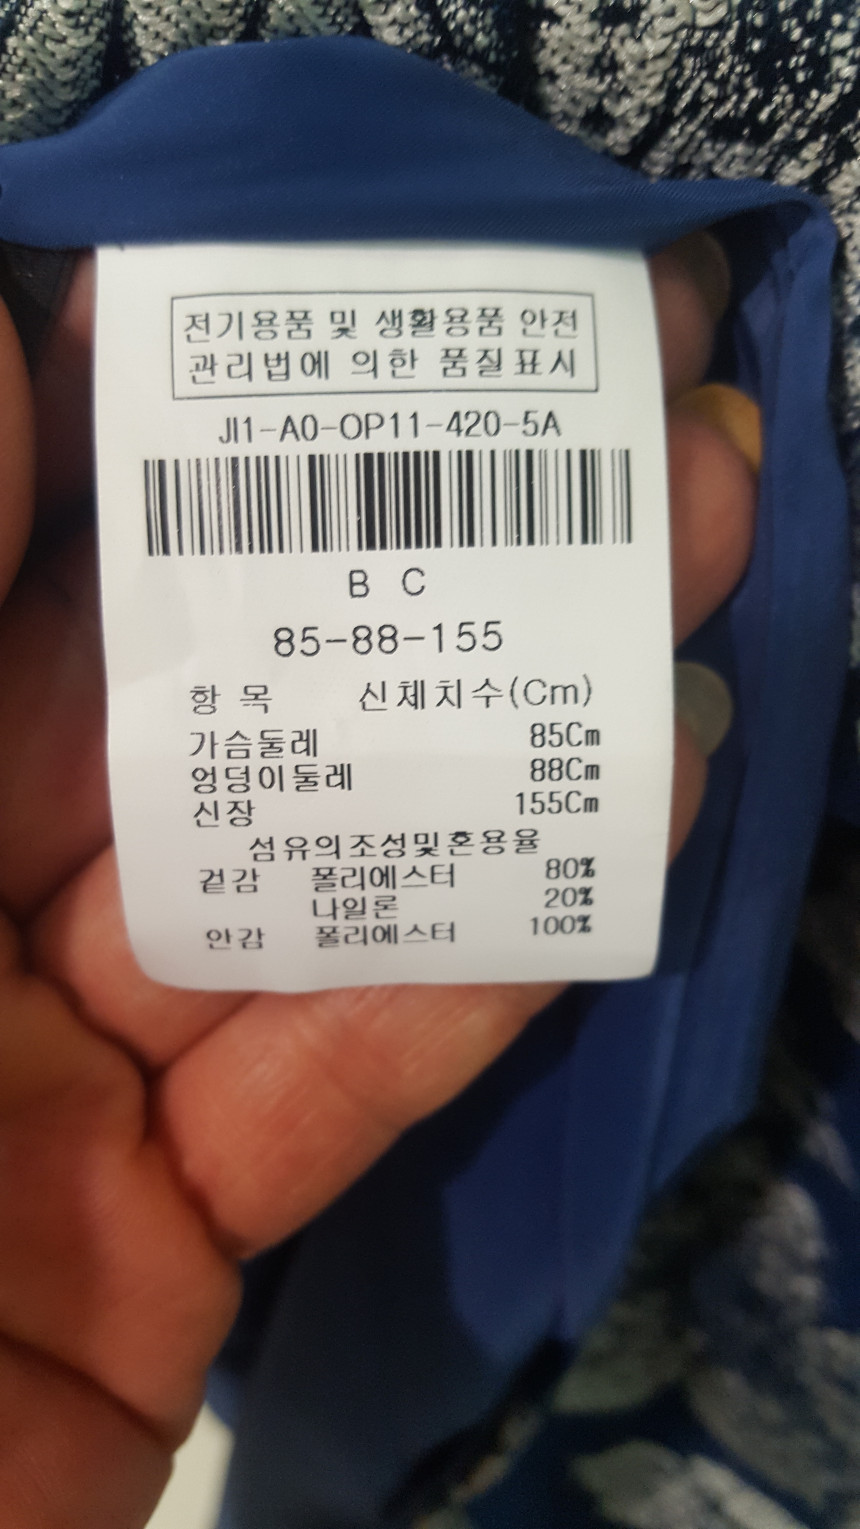 전기용품 및 생활용품 안전
관리법에 의한 품질표시
JI1-A0-OP11-420-5A
B C
85-88-155
항 목 신체치수(Cm)
가슴둘레 85Cm
엉덩이둘레 88Cm
신장 155Cm
섬유의조성및혼용율
겉감 폴리에스터 80%
나일론 20%
안감 폴리에스터 100%